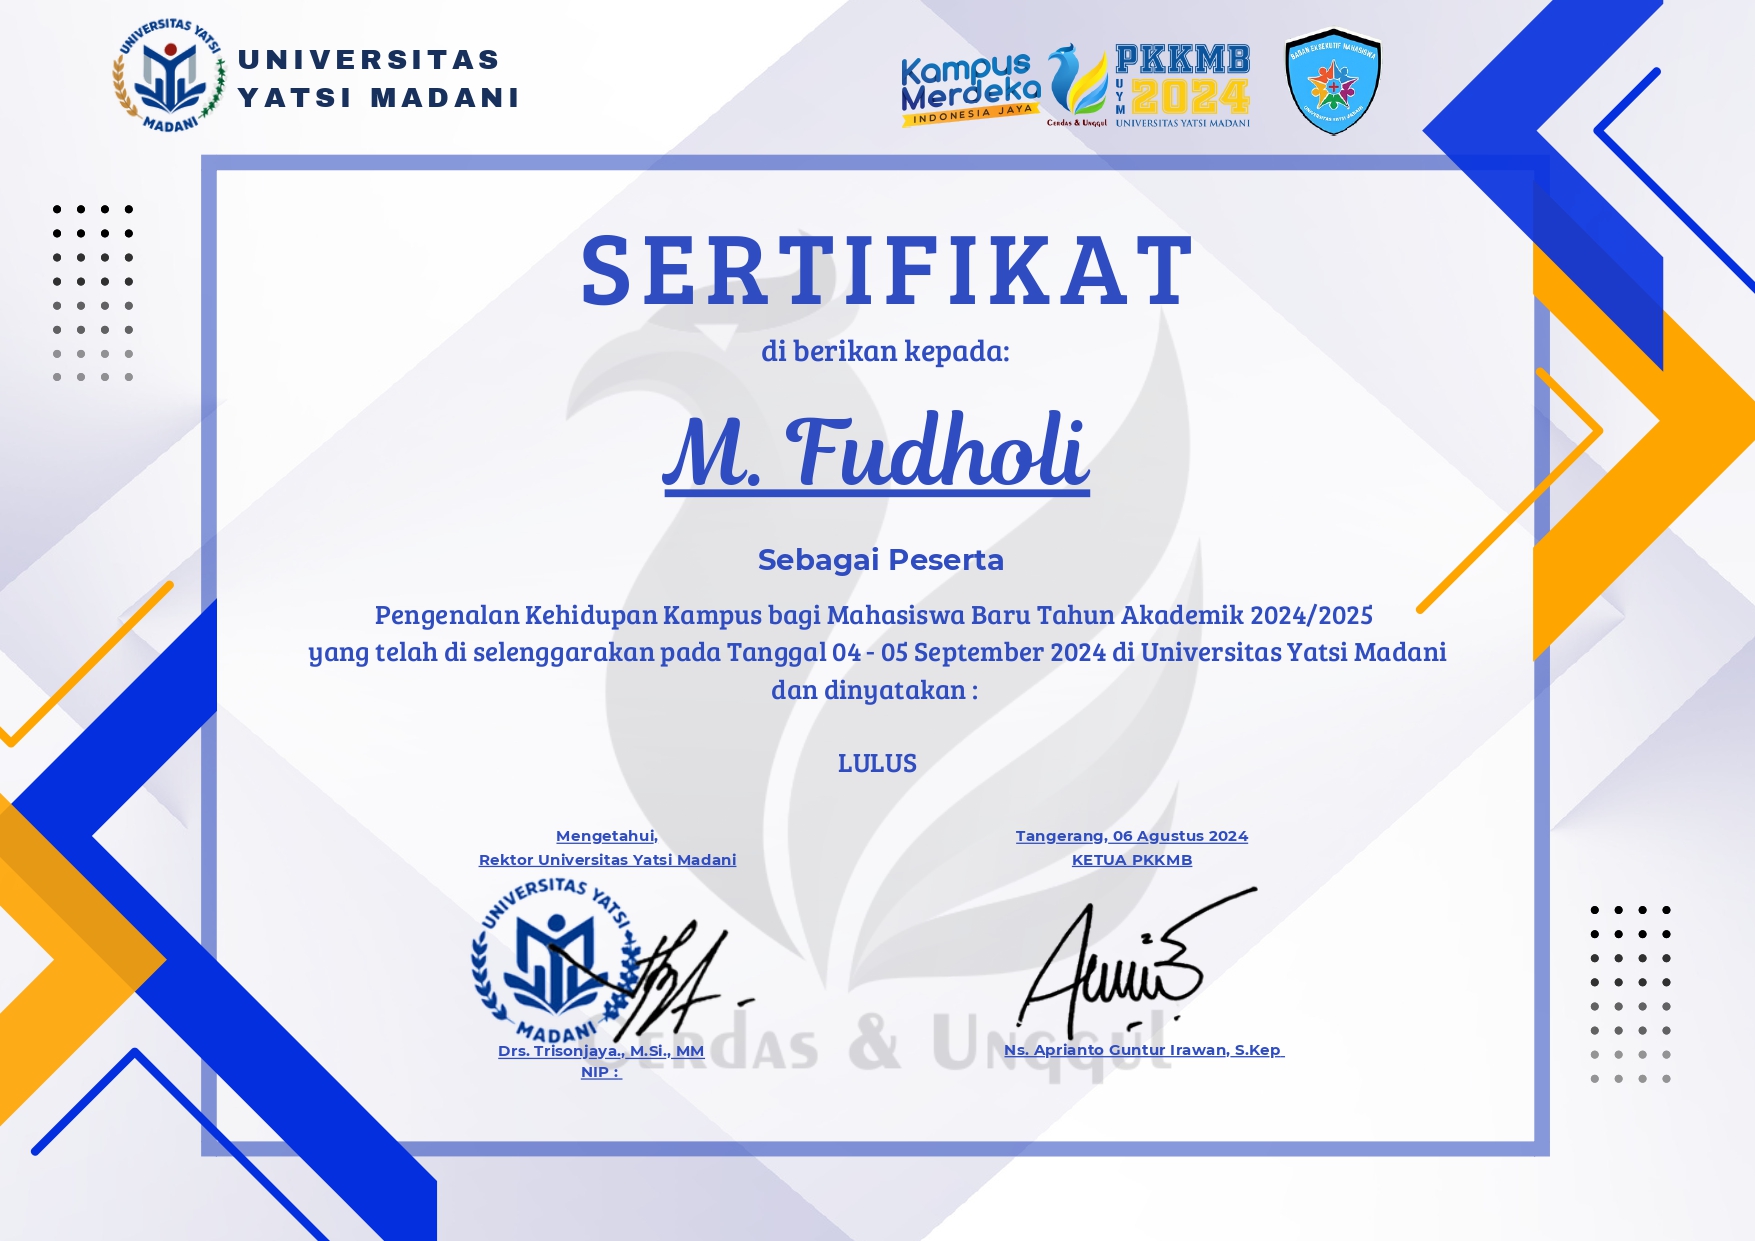 UNIVERSITAS YATSI
MADANI
UNIVERSITAS
YATSI MADANI
Kampus
Merdeka
INDONESIA JAYA
Cerdas & Unggul
PKKMB
UYM
2024
UNIVERSITAS YATSI MADANI
BADAN EKSEKUTIF MAHASISWA
UNIVERSITAS YATSI MADANI
SERTIFIKAT
di berikan kepada:
M. Fudholi
Sebagai Peserta
Pengenalan Kehidupan Kampus bagi Mahasiswa Baru Tahun Akademik 2024/2025
yang telah di selenggarakan pada Tanggal 04 - 05 September 2024 di Universitas Yatsi Madani
dan dinyatakan :
LULUS
Mengetahui,
Rektor Universitas Yatsi Madani
Tangerang, 06 Agustus 2024
KETUA PKKMB
UNIVERSITAS YATSI
MADANI
Cerdas & Unggul
Drs. Trisonjaya., M.Si., MM
NIP :
Ns. Aprianto Guntur Irawan, S.Kep